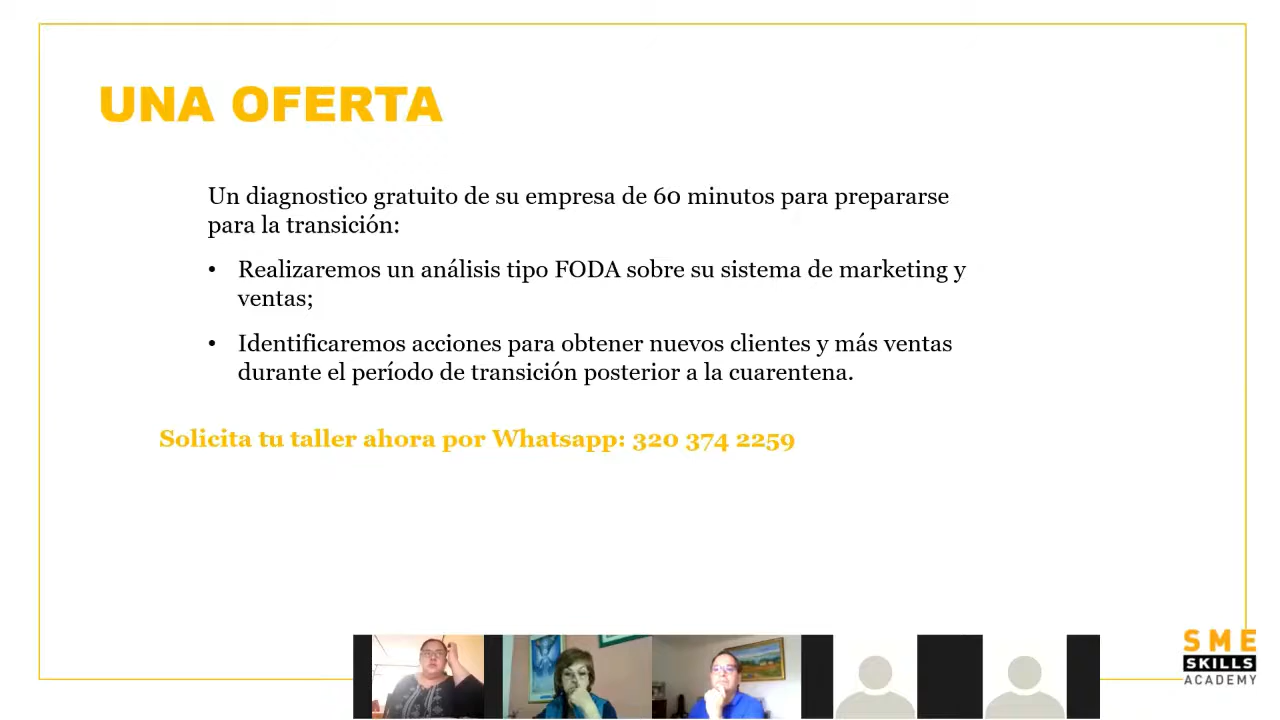 UNA OFERTA
Un diagnostico gratuito de su empresa de 60 minutos para prepararse
para la transición:
• Realizaremos un análisis tipo FODA sobre su sistema de marketing y
ventas;
• Identificaremos acciones para obtener nuevos clientes y más ventas
durante el período de transición posterior a la cuarentena.
Solicita tu taller ahora por Whatsapp: 320 374 2259
SME
SKILLS
ACADEMY